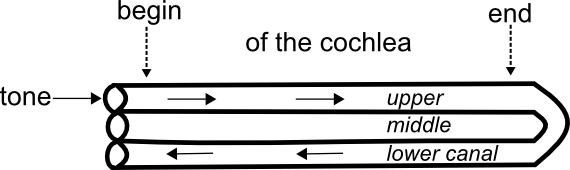 begin
end
of the cochlea
tone
upper
middle
lower canal